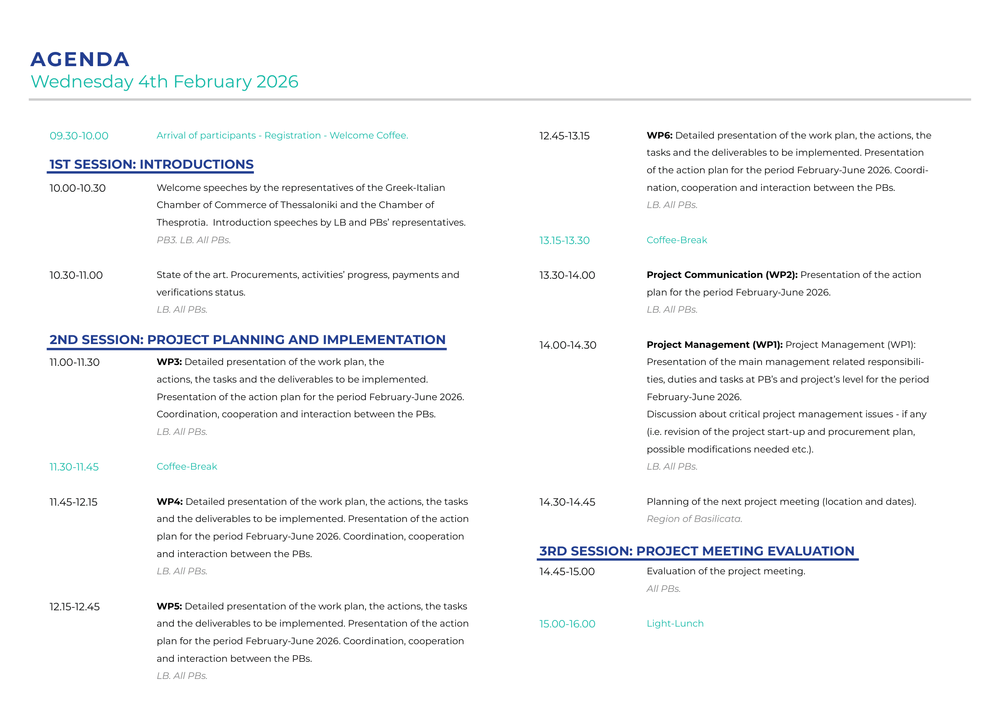 AGENDA
Wednesday 4th February 2026
09.30-10.00 Arrival of participants - Registration - Welcome Coffee.
1ST SESSION: INTRODUCTIONS
10.00-10.30 Welcome speeches by the representatives of the Greek-Italian
Chamber of Commerce of Thessaloniki and the Chamber of
Thesprotia.  Introduction speeches by LB and PBs’ representatives.
PB3. LB. All PBs.
10.30-11.00 State of the art. Procurements, activities’ progress, payments and
verifications status.
LB. All PBs.
2ND SESSION: PROJECT PLANNING AND IMPLEMENTATION
11.00-11.30 WP3: Detailed presentation of the work plan, the
actions, the tasks and the deliverables to be implemented.
Presentation of the action plan for the period February-June 2026.
Coordination, cooperation and interaction between the PBs.
LB. All PBs.
11.30-11.45 Coffee-Break
11.45-12.15 WP4: Detailed presentation of the work plan, the actions, the tasks
and the deliverables to be implemented. Presentation of the action
plan for the period February-June 2026. Coordination, cooperation
and interaction between the PBs.
LB. All PBs.
12.15-12.45 WP5: Detailed presentation of the work plan, the actions, the tasks
and the deliverables to be implemented. Presentation of the action
plan for the period February-June 2026. Coordination, cooperation
and interaction between the PBs.
LB. All PBs.
12.45-13.15 WP6: Detailed presentation of the work plan, the actions, the
tasks and the deliverables to be implemented. Presentation
of the action plan for the period February-June 2026. Coordi-
nation, cooperation and interaction between the PBs.
LB. All PBs.
13.15-13.30 Coffee-Break
13.30-14.00 Project Communication (WP2): Presentation of the action
plan for the period February-June 2026.
LB. All PBs.
14.00-14.30 Project Management (WP1): Project Management (WP1):
Presentation of the main management related responsibili-
ties, duties and tasks at PB’s and project’s level for the period
February-June 2026.
Discussion about critical project management issues - if any
(i.e. revision of the project start-up and procurement plan,
possible modifications needed etc.).
LB. All PBs.
14.30-14.45 Planning of the next project meeting (location and dates).
Region of Basilicata.
3RD SESSION: PROJECT MEETING EVALUATION
14.45-15.00 Evaluation of the project meeting.
All PBs.
15.00-16.00 Light-Lunch